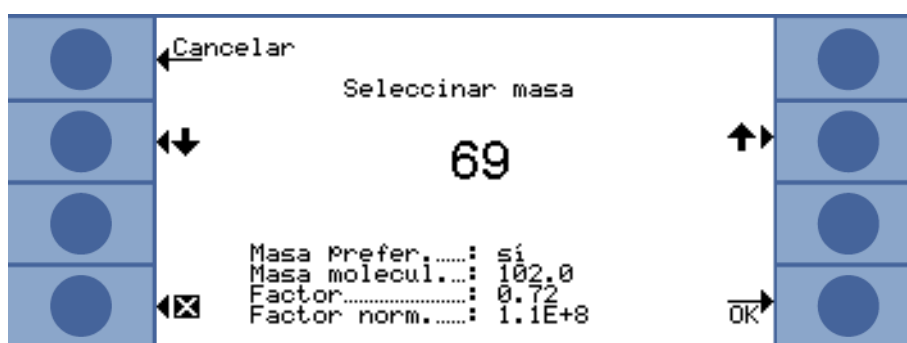 Cancelar
Seleccinar masa
69
Masa Prefer.......: sí
Masa molecul...: 102.0
Factor....................: 0.72
Factor norm.......: 1.1E+8
OK